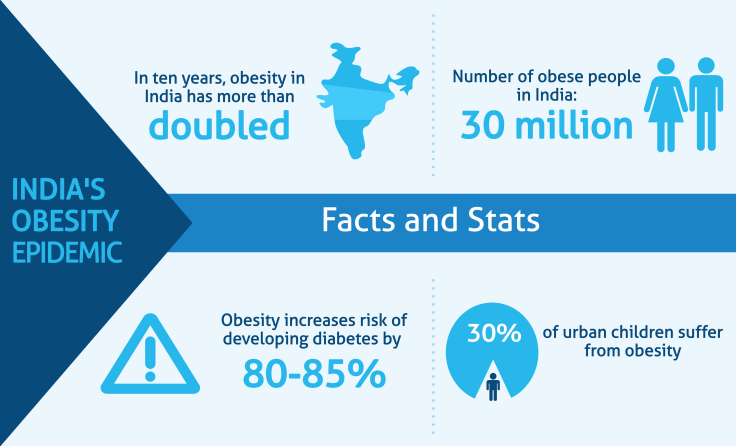 INDIA'S
OBESITY
EPIDEMIC
In ten years, obesity in
India has more than
doubled
Number of obese people
in India:
30 million
Facts and Stats
Obesity increases risk of
developing diabetes by
80-85%
30%
of urban children suffer
from obesity